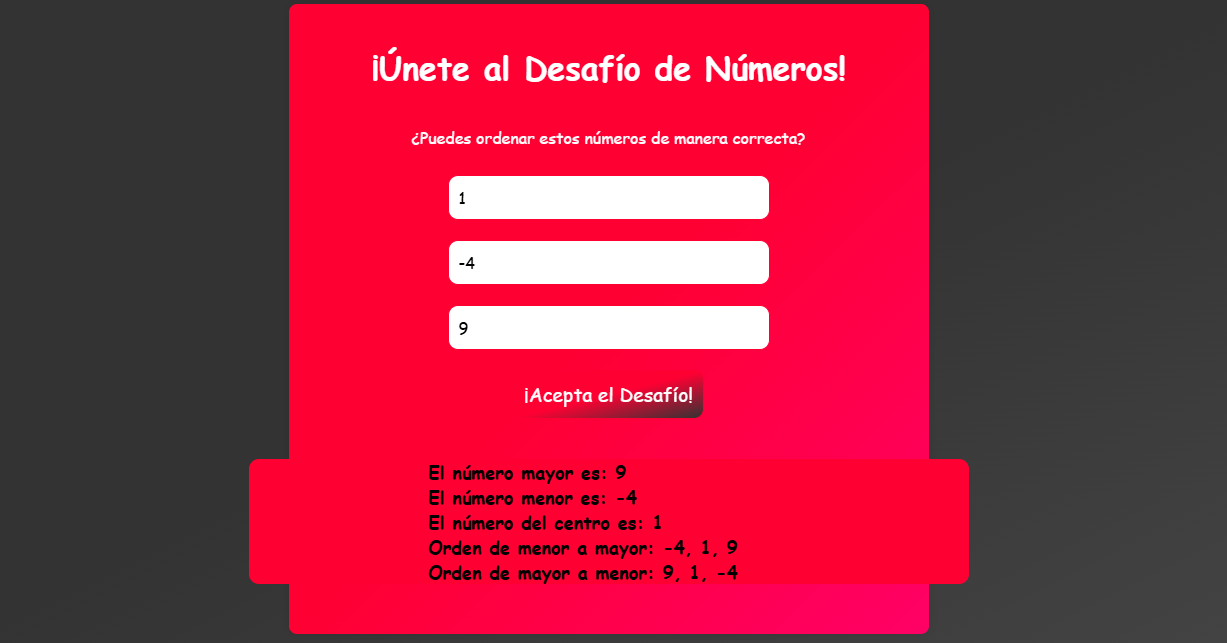 ¡Únete al Desafío de Números!
¿Puedes ordenar estos números de manera correcta?
1
-4
9
¡Acepta el Desafío!
El número mayor es: 9
El número menor es: -4
El número del centro es: 1
Orden de menor a mayor: -4, 1, 9
Orden de mayor a menor: 9, 1, -4